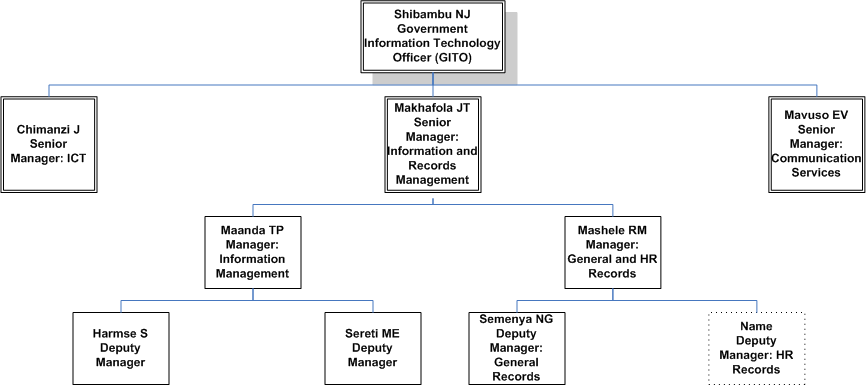 Shibambu NJ
Government
Information Technology
Officer (GITO)
Chimanzi J
Senior
Manager: ICT
Makhafola JT
Senior
Manager:
Information and
Records
Management
Mavuso EV
Senior
Manager:
Communication
Services
Maanda TP
Manager:
Information
Management
Mashele RM
Manager:
General and HR
Records
Harmse S
Deputy
Manager
Sereti ME
Deputy
Manager
Semenya NG
Deputy
Manager:
General
Records
Name
Deputy
Manager: HR
Records